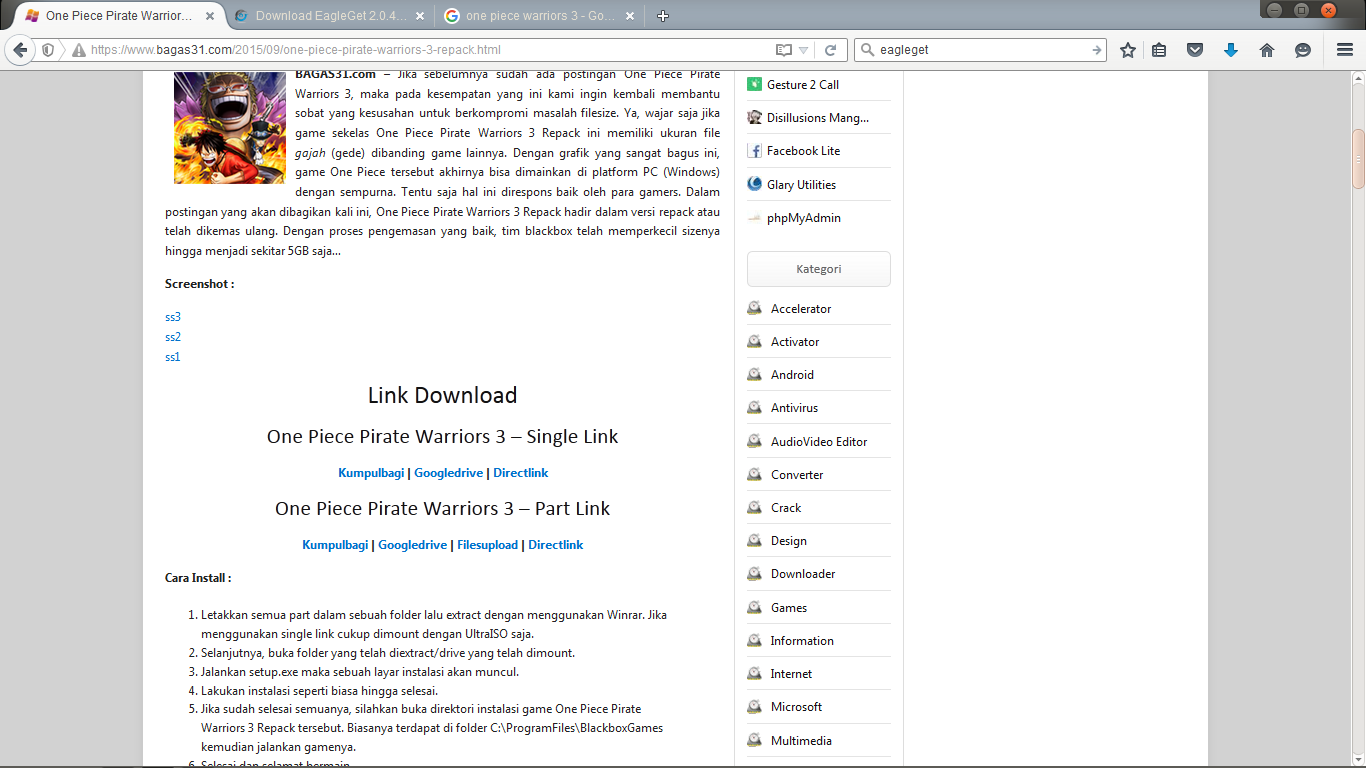 One Piece Pirate Warrior...
Download EagleGet 2.0.4...
one piece warriors 3 - Go...
https://www.bagas31.com/2015/09/one-piece-pirate-warriors-3-repack.html
eagleget
BAGAS31.com – Jika sebelumnya sudah ada postingan One Piece Pirate
Warriors 3, maka pada kesempatan yang ini kami ingin kembali membantu
sobat yang kesusahan untuk berkompromi masalah filesize. Ya, wajar saja jika
game sekelas One Piece Pirate Warriors 3 Repack ini memiliki ukuran file
gajah (gede) dibanding game lainnya. Dengan grafik yang sangat bagus ini,
game One Piece tersebut akhirnya bisa dimainkan di platform PC (Windows)
dengan sempurna. Tentu saja hal ini direspons baik oleh para gamers. Dalam
postingan yang akan dibagikan kali ini, One Piece Pirate Warriors 3 Repack hadir dalam versi repack atau
telah dikemas ulang. Dengan proses pengemasan yang baik, tim blackbox telah memperkecil sizenya
hingga menjadi sekitar 5GB saja...
Screenshot :
ss3
ss2
ss1
Link Download
One Piece Pirate Warriors 3 – Single Link
Kumpulbagi | Googledrive | Directlink
One Piece Pirate Warriors 3 – Part Link
Kumpulbagi | Googledrive | Filesupload | Directlink
Cara Install :
1. Letakkan semua part dalam sebuah folder lalu extract dengan menggunakan Winrar. Jika
menggunakan single link cukup dimount dengan UltraISO saja.
2. Selanjutnya, buka folder yang telah diextract/drive yang telah dimount.
3. Jalankan setup.exe maka sebuah layar instalasi akan muncul.
4. Lakukan instalasi seperti biasa hingga selesai.
5. Jika sudah selesai semuanya, silahkan buka direktori instalasi game One Piece Pirate
Warriors 3 Repack tersebut. Biasanya terdapat di folder C:\ProgramFiles\BlackboxGames
kemudian jalankan gamenya.
6. Selesai dan selamat bermain
Gesture 2 Call
Disillusions Mang...
Facebook Lite
Glary Utilities
phpMyAdmin
Kategori
Accelerator
Activator
Android
Antivirus
AudioVideo Editor
Converter
Crack
Design
Downloader
Games
Information
Internet
Microsoft
Multimedia